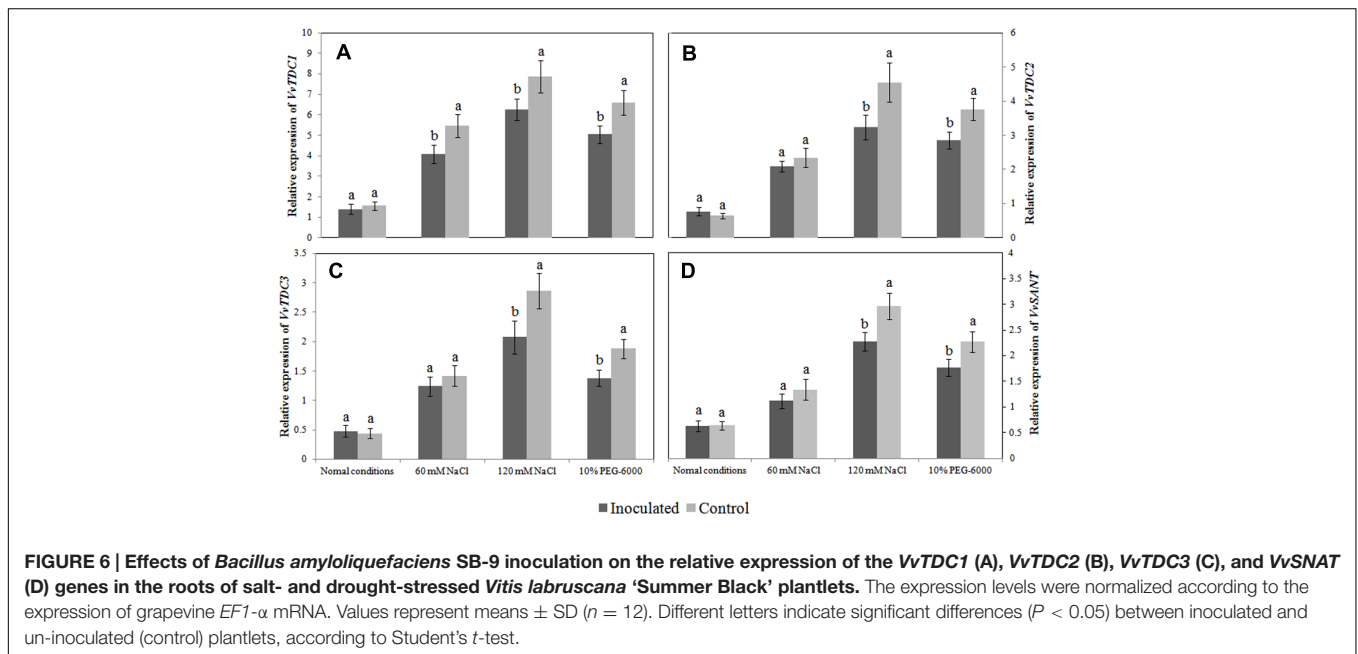 A
Relative expression of VvTDC1
10
9
8
7
6
5
4
3
2
1
0
a a
b a
b a
b a
B
Relative expression of VvTDC2
6
5
4
3
2
1
0
a a
a a
b a
b a
C
Relative expression of VvTDC3
3.5
3
2.5
2
1.5
1
0.5
0
a a
a a
b a
b a
Nomal conditions 60 mM NaCl 120 mM NaCl 10% PEG-6000
D
Relative expression of VvSANT
4
3.5
3
2.5
2
1.5
1
0.5
0
a a
a a
b a
b a
Nomal conditions 60 mM NaCl 120 mM NaCl 10% PEG-6000
Inoculated Control
FIGURE 6 | Effects of Bacillus amyloliquefaciens SB-9 inoculation on the relative expression of the VvTDC1 (A), VvTDC2 (B), VvTDC3 (C), and VvSNAT
(D) genes in the roots of salt- and drought-stressed Vitis labruscana ‘Summer Black’ plantlets. The expression levels were normalized according to the
expression of grapevine EF1-α mRNA. Values represent means ± SD (n = 12). Different letters indicate significant differences (P < 0.05) between inoculated and
un-inoculated (control) plantlets, according to Student’s t-test.